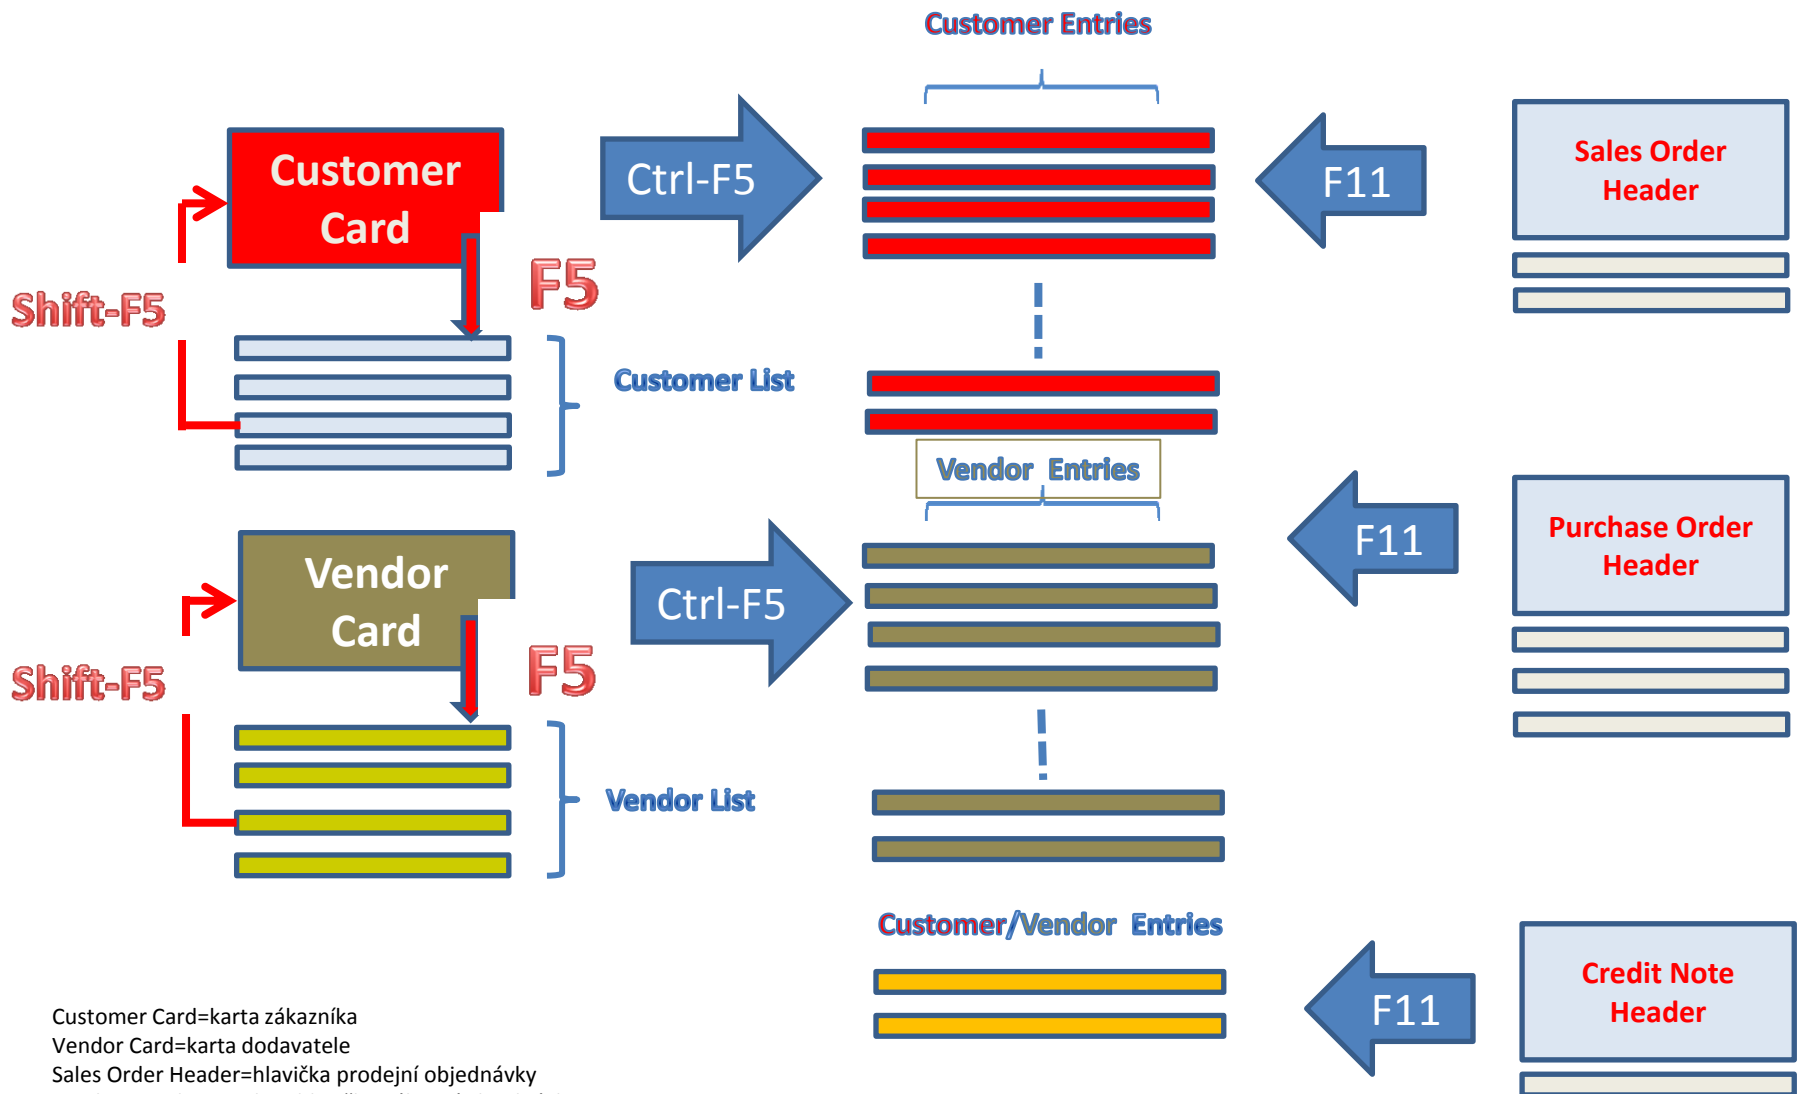 Customer Entries
Customer
Card
Ctrl-F5
F11
Sales Order
Header
F5
Shift-F5
Customer List
Vendor Entries
Vendor
Card
Ctrl-F5
F11
Purchase Order
Header
F5
Shift-F5
Vendor List
Customer/Vendor Entries
F11
Credit Note
Header
Customer Card=karta zákazníka
Vendor Card=karta dodavatele
Sales Order Header=hlavička prodejní objednávky